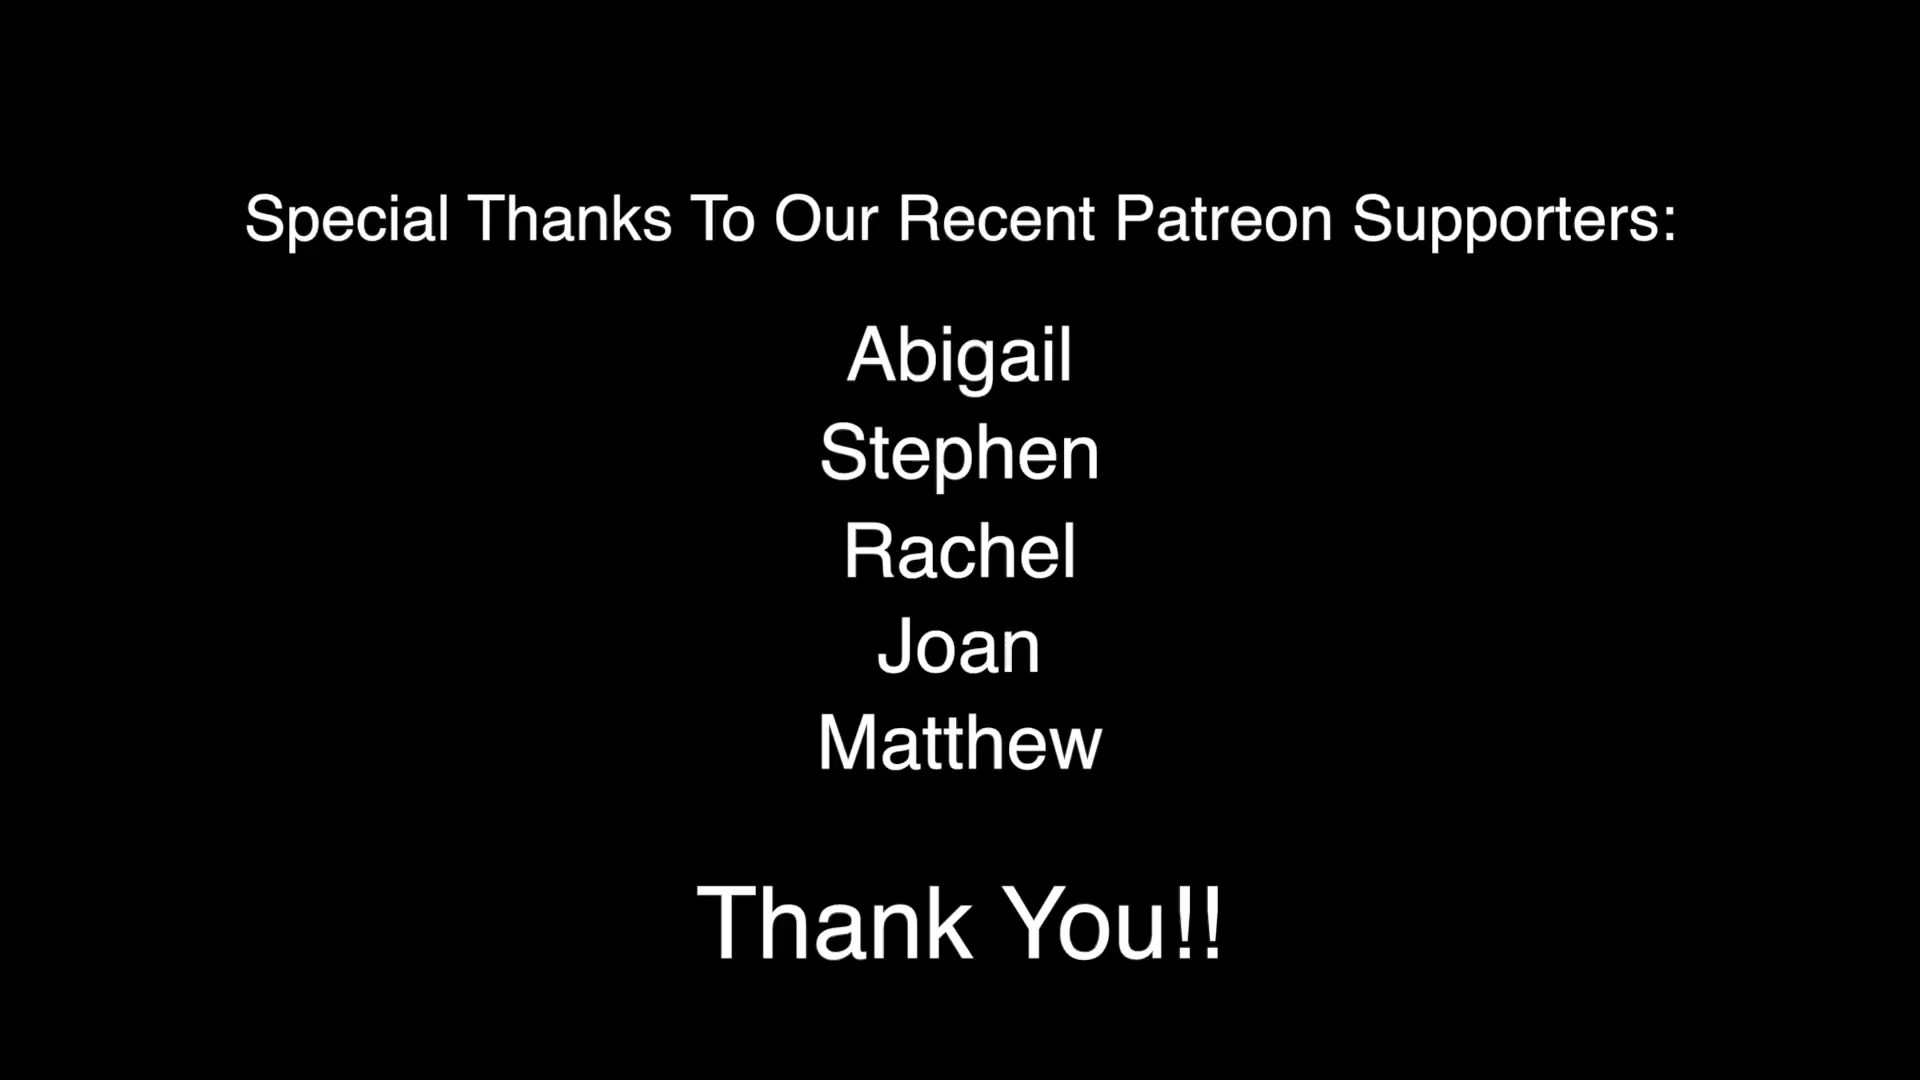 Special Thanks To Our Recent Patreon Supporters:
Abigail
Stephen
Rachel
Joan
Matthew
Thank You!!